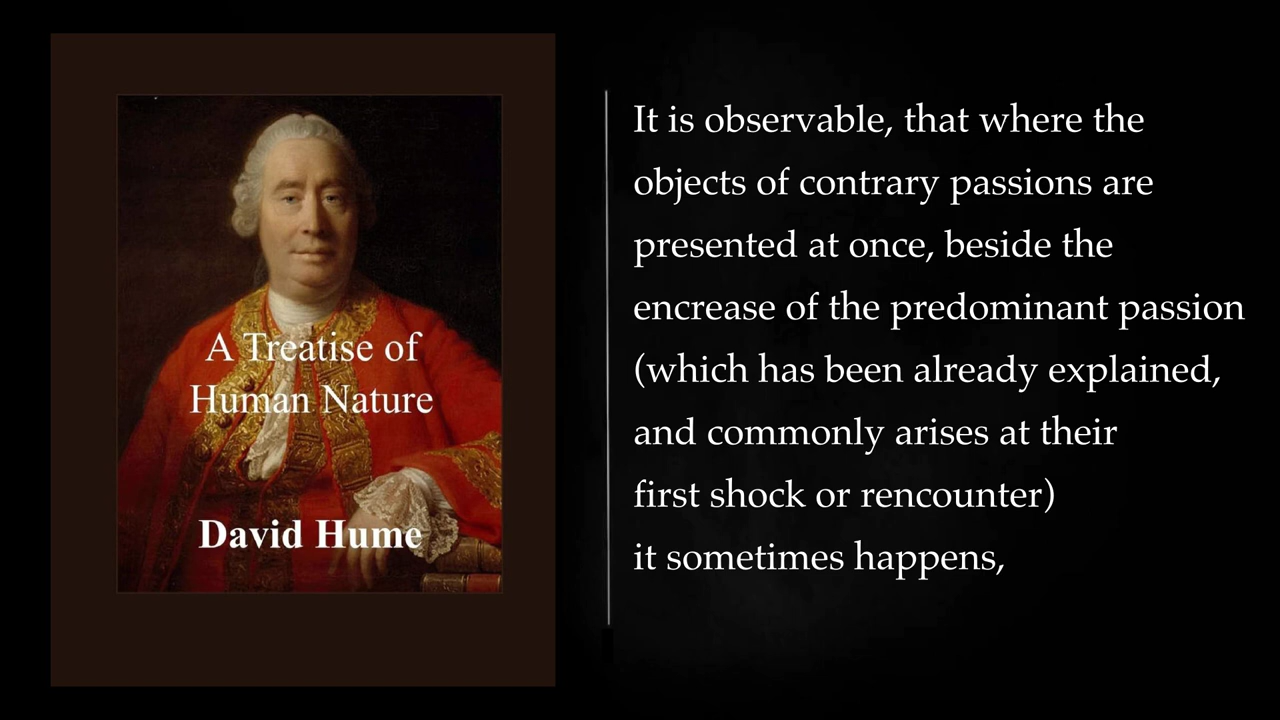 A Treatise of
Human Nature
David Hume
It is observable, that where the
objects of contrary passions are
presented at once, beside the
encrease of the predominant passion
(which has been already explained,
and commonly arises at their
first shock or rencounter)
it sometimes happens,